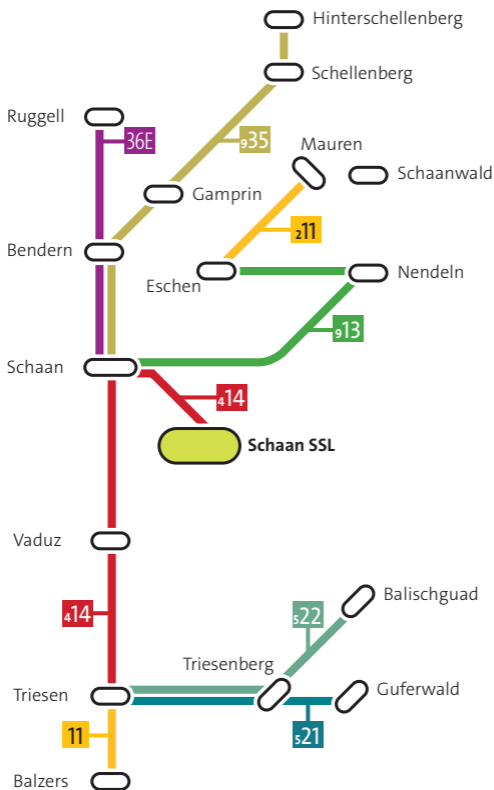 Hinterschellenberg
Schellenberg
Ruggell
36E
935
Mauren
Schaanwald
Gamprin
211
Bendern
Eschen
Nendeln
913
Schaan
414
Schaan SSL
Vaduz
Balischguad
414
522
Triesenberg
Guferwald
Triesen
11
521
Balzers